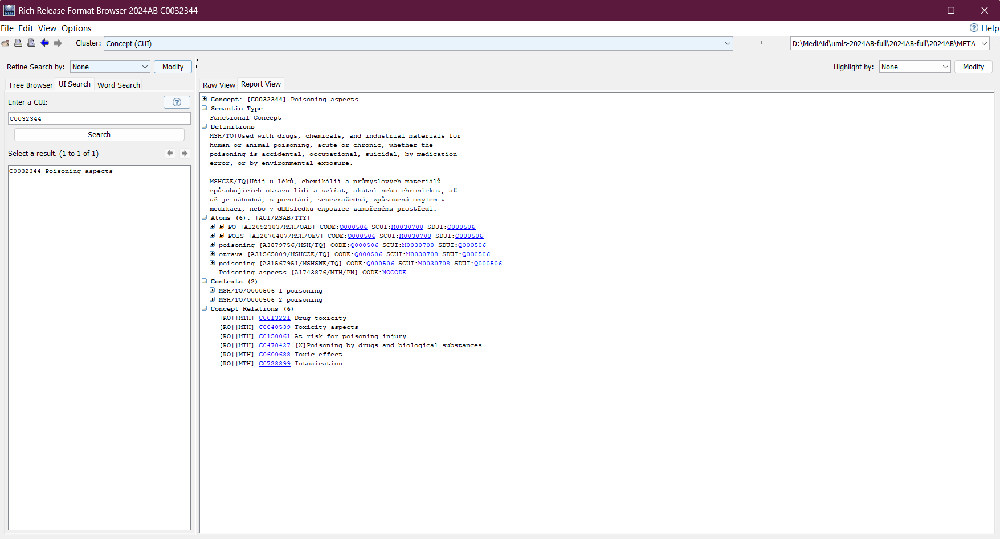 Rich Release Format Browser 2024AB C0032344
File Edit View Options Help
Cluster: Concept (CUI) D:\MediAid\umls-2024AB-full\2024AB-full\2024AB\META
Refine Search by: None Modify
Highlight by: None Modify
Tree Browser UI Search Word Search
Enter a CUI:
C0032344
Search
Select a result. (1 to 1 of 1)
C0032344 Poisoning aspects
Raw View Report View
Concept: [C0032344] Poisoning aspects
Semantic Type
Functional Concept
Definitions
MSH/TQ|Used with drugs, chemicals, and industrial materials for
human or animal poisoning, acute or chronic, whether the
poisoning is accidental, occupational, suicidal, by medication
error, or by environmental exposure.
MSHCZE/TQ|Užij u léků, chemikálií a průmyslových materiálů
způsobujících otravu lidí a zvířat, akutní nebo chronickou, ať
už je náhodná, z povolání, sebevražedná, způsobená omylem v
medikaci, nebo v d□□sledku expozice zamořenému prostředí.
Atoms (6): [AUI/RSAB/TTY]
PO [A12092383/MSH/QAB] CODE:Q000506 SCUI:M0030708 SDUI:Q000506
POIS [A12070487/MSH/QEV] CODE:Q000506 SCUI:M0030708 SDUI:Q000506
poisoning [A3879756/MSH/TQ] CODE:Q000506 SCUI:M0030708 SDUI:Q000506
otrava [A31565809/MSHCZE/TQ] CODE:Q000506 SCUI:M0030708 SDUI:Q000506
poisoning [A31567951/MSHSWE/TQ] CODE:Q000506 SCUI:M0030708 SDUI:Q000506
Poisoning aspects [A1743876/MTH/PN] CODE:NOCODE
Contexts (2)
MSH/TQ/Q000506 1 poisoning
MSH/TQ/Q000506 2 poisoning
Concept Relations (6)
[RO||MTH] C0013221 Drug toxicity
[RO||MTH] C0040539 Toxicity aspects
[RO||MTH] C0150061 At risk for poisoning injury
[RO||MTH] C0478427 [X]Poisoning by drugs and biological substances
[RO||MTH] C0600688 Toxic effect
[RO||MTH] C0728899 Intoxication